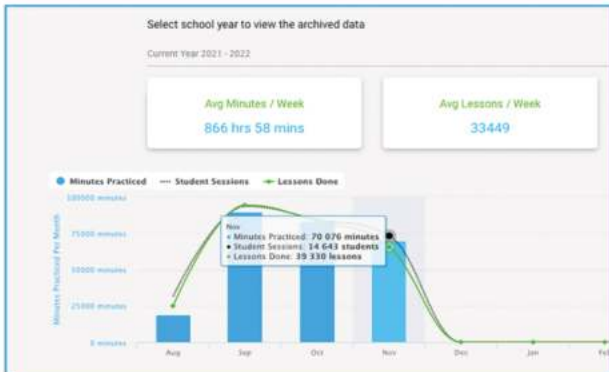 Select school year to view the archived data
Current Year 2021 - 2022
Avg Minutes / Week
866 hrs 58 mins
Avg Lessons / Week
33449
Minutes Practiced
Student Sessions
Lessons Done
Minutes Practiced Per Month
100000 minutes
75000 minutes
50000 minutes
25000 minutes
0 minutes
Nov
Minutes Practiced: 70 076 minutes
Student Sessions: 14 643 students
Lessons Done: 39 330 lessons
Aug
Sep
Oct
Nov
Dec
Jan
Feb